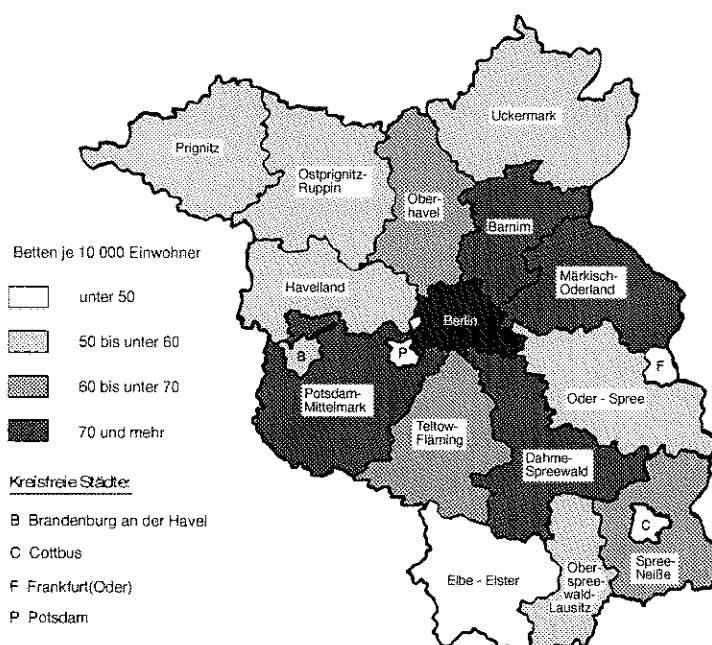 Uckermark
Prignitz
Ostprignitz-
Ruppin
Ober-
havel
Barnim
Betten je 10 000 Einwohner
unter 50
50 bis unter 60
60 bis unter 70
70 und mehr
Havelland
Märkisch-
Oderland
Berlin
B
P
F
Potsdam-
Mittelmark
Oder - Spree
Teltow-
Fläming
Dahme-
Spreewald
Kreisfreie Städte:
B Brandenburg an der Havel
C Cottbus
F Frankfurt(Oder)
P Potsdam
C
Elbe - Elster
Ober-
spree-
wald-
Lausitz
Spree-
Neiße